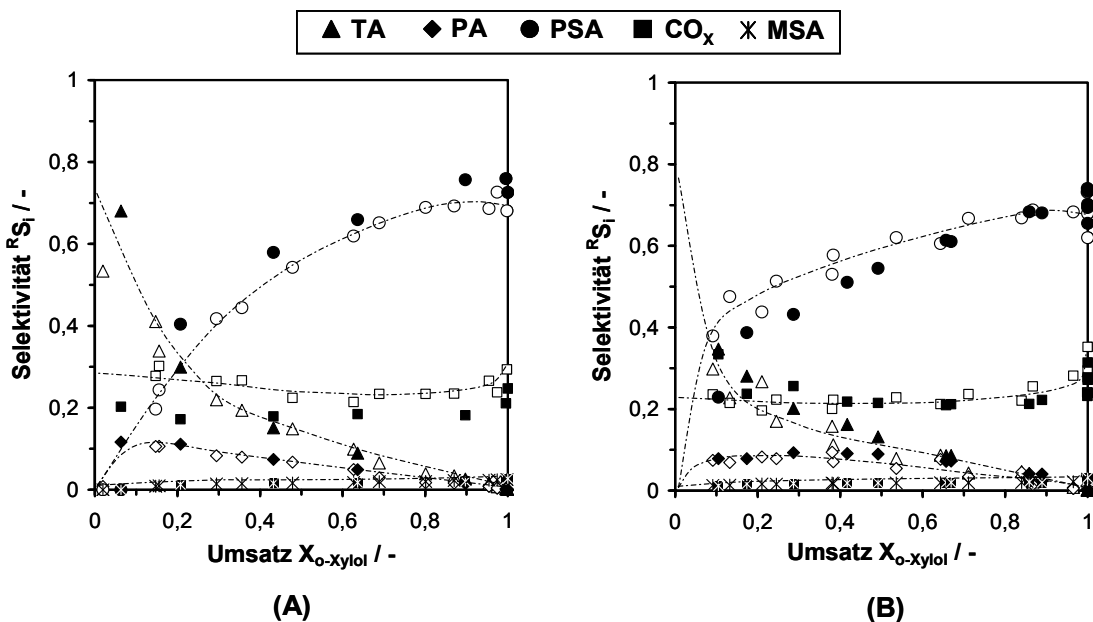 TA PA PSA COx MSA
1
0,8
0,6
0,4
0,2
0
0 0,2 0,4 0,6 0,8 1
Selektivität ᴿSᵢ / -
Umsatz Xo-Xylol / -
(A)
1
0,8
0,6
0,4
0,2
0
0 0,2 0,4 0,6 0,8 1
Selektivität ᴿSᵢ / -
Umsatz Xo-Xylol / -
(B)